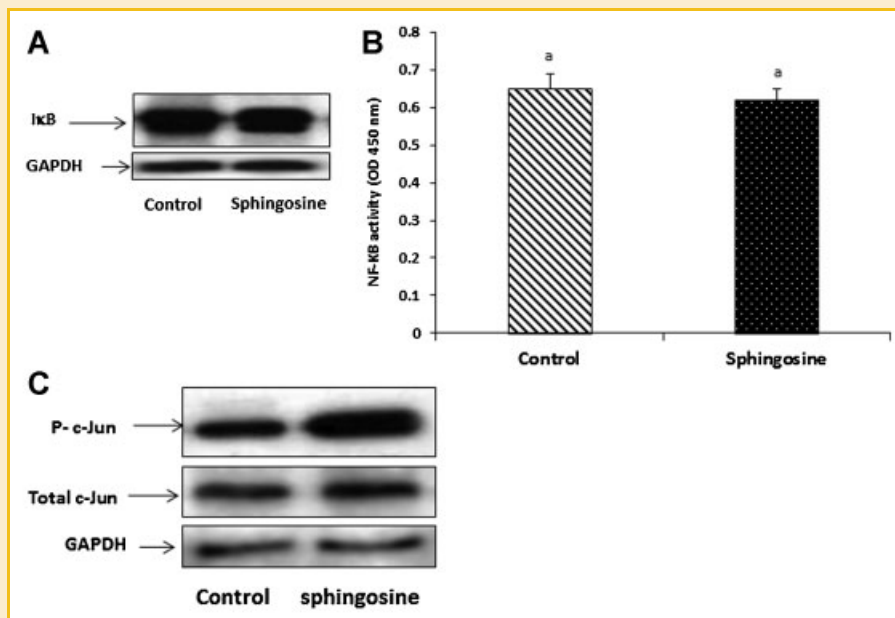 A
IκB
GAPDH
Control Sphingosine
B
NF-KB activity (OD 450 nm)
0.8
0.7
0.6
0.5
0.4
0.3
0.2
0.1
0
a
a
Control Sphingosine
C
P- c-Jun
Total c-Jun
GAPDH
Control sphingosine